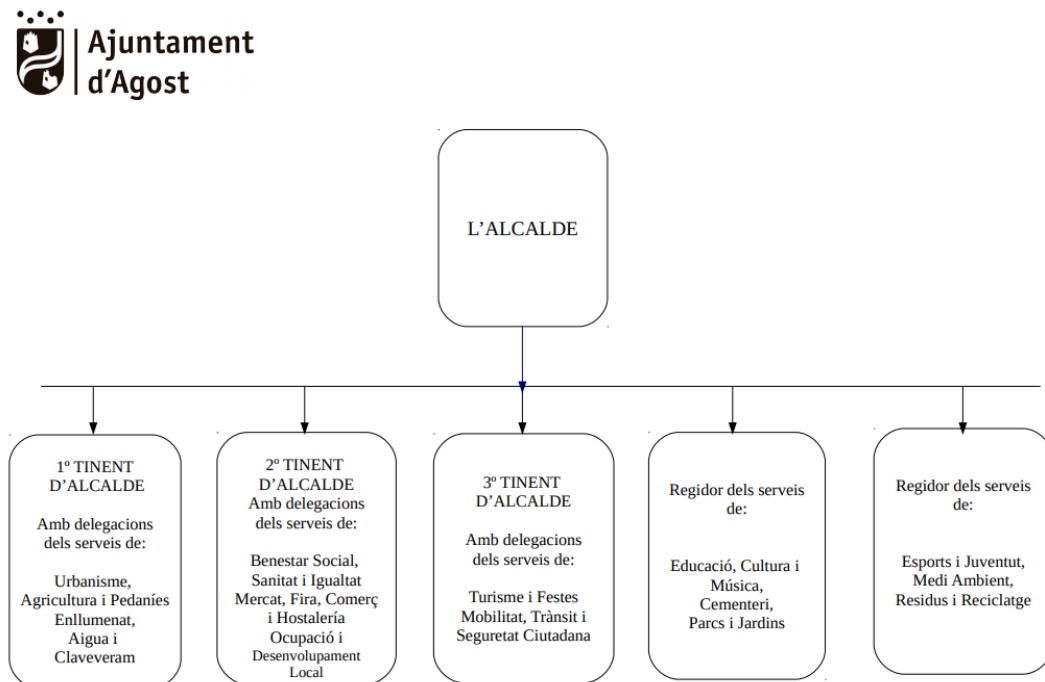 Ajuntament
d'Agost
L'ALCALDE
1º TINENT
D'ALCALDE
Amb delegacions
dels serveis de:
Urbanisme,
Agricultura i Pedaníes
Enllumenat,
Aigua i
Claveveram
2º TINENT
D'ALCALDE
Amb delegacions
dels serveis de:
Benestar Social,
Sanitat i Igualtat
Mercat, Fira, Comerç
i Hostalería
Ocupació i
Desenvolupament
Local
3º TINENT
D'ALCALDE
Amb delegacions
dels serveis de:
Turisme i Festes
Mobilitat, Trànsit i
Seguretat Ciutadana
Regidor dels serveis
de:
Educació, Cultura i
Música,
Cementeri,
Parcs i Jardins
Regidor dels serveis
de:
Esports i Juventut,
Medi Ambient,
Residus i Reciclatge